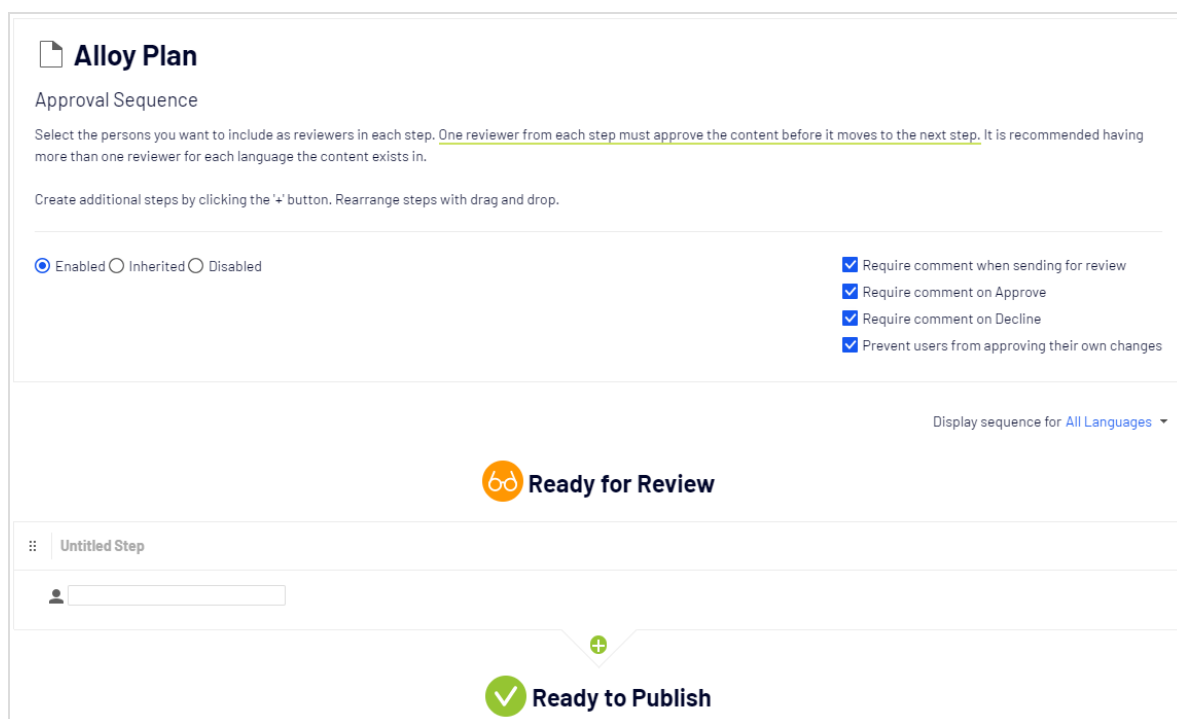 Alloy Plan
Approval Sequence
Select the persons you want to include as reviewers in each step. One reviewer from each step must approve the content before it moves to the next step. It is recommended having
more than one reviewer for each language the content exists in.
Create additional steps by clicking the '+' button. Rearrange steps with drag and drop.
Enabled Inherited Disabled
Require comment when sending for review
Require comment on Approve
Require comment on Decline
Prevent users from approving their own changes
Display sequence for All Languages
Ready for Review
Untitled Step
Ready to Publish